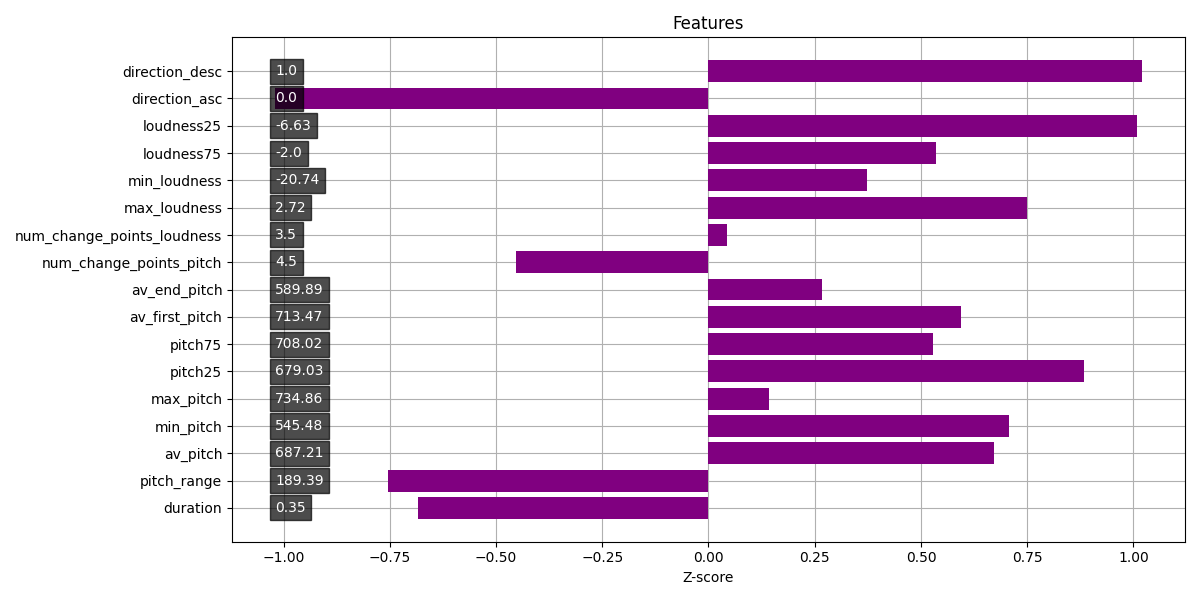 Features
direction_desc 1.0
direction_asc 0.0
loudness25 -6.63
loudness75 -2.0
min_loudness -20.74
max_loudness 2.72
num_change_points_loudness 3.5
num_change_points_pitch 4.5
av_end_pitch 589.89
av_first_pitch 713.47
pitch75 708.02
pitch25 679.03
max_pitch 734.86
min_pitch 545.48
av_pitch 687.21
pitch_range 189.39
duration 0.35
−1.00 −0.75 −0.50 −0.25 0.00 0.25 0.50 0.75 1.00
Z-score